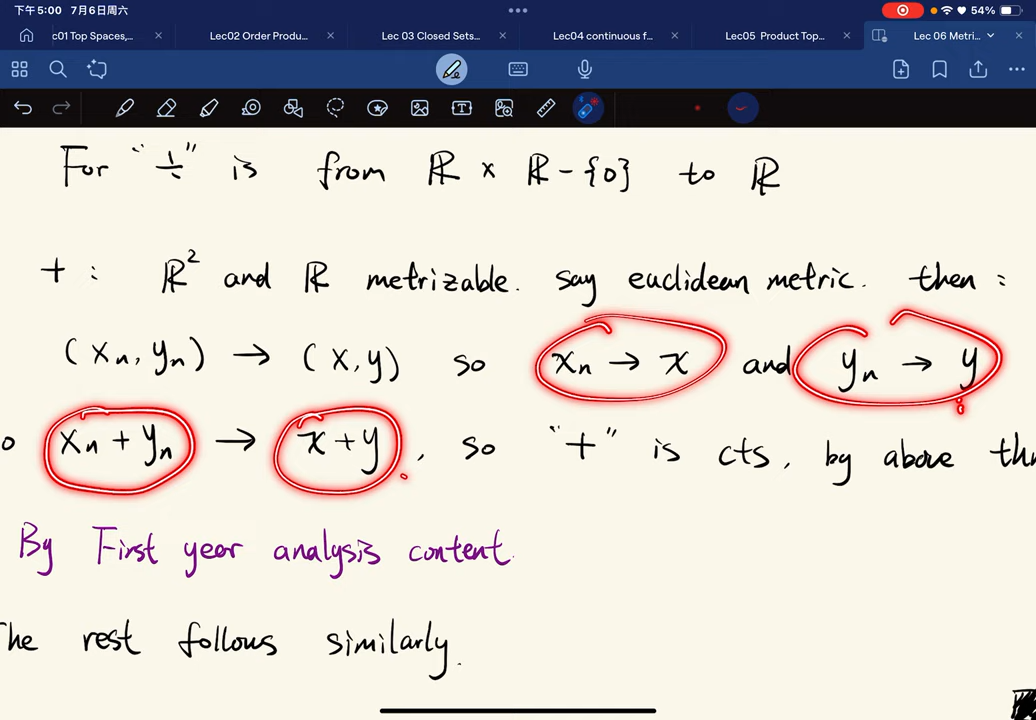 下午5:00 7月6日周六
54%
c01 Top Spaces,...
Lec02 Order Produ...
Lec 03 Closed Sets...
Lec04 continuous f...
Lec05 Product Top...
Lec 06 Metri...
For "÷" is from ℝ × ℝ-{0} to ℝ
+ : ℝ² and ℝ metrizable. say euclidean metric. then :
(xn, yn) → (x, y) so xn → x and yn → y
o xn + yn → x + y, so "+" is cts, by above th
By First year analysis content.
The rest follows similarly.